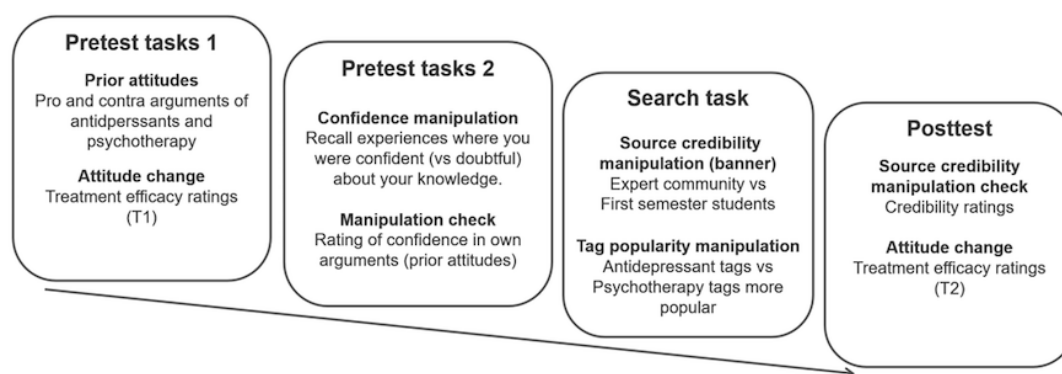 Pretest tasks 1
Prior attitudes
Pro and contra arguments of
antidperssants and
psychotherapy
Attitude change
Treatment efficacy ratings
(T1)
Pretest tasks 2
Confidence manipulation
Recall experiences where you
were confident (vs doubtful)
about your knowledge.
Manipulation check
Rating of confidence in own
arguments (prior attitudes)
Search task
Source credibility
manipulation (banner)
Expert community vs
First semester students
Tag popularity manipulation
Antidepressant tags vs
Psychotherapy tags more
popular
Posttest
Source credibility
manipulation check
Credibility ratings
Attitude change
Treatment efficacy ratings
(T2)